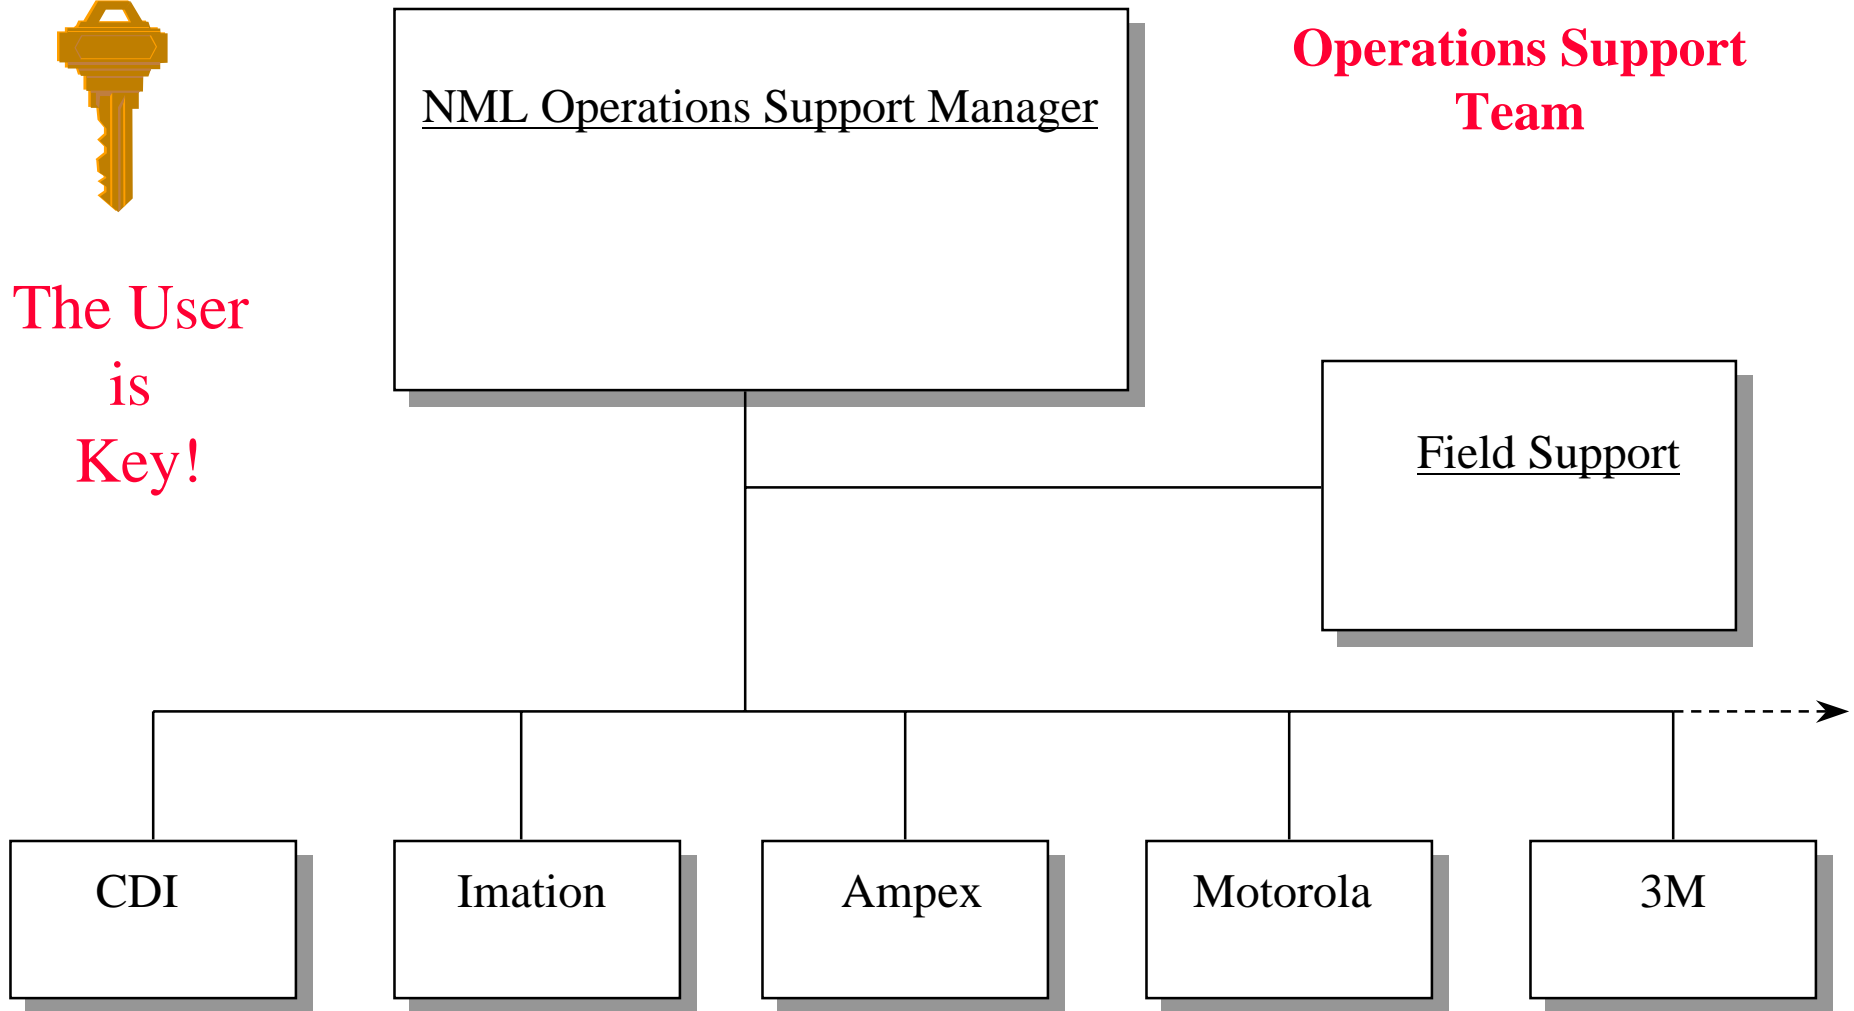 Operations Support
Team
NML Operations Support Manager
The User
is
Key!
Field Support
CDI
Imation
Ampex
Motorola
3M